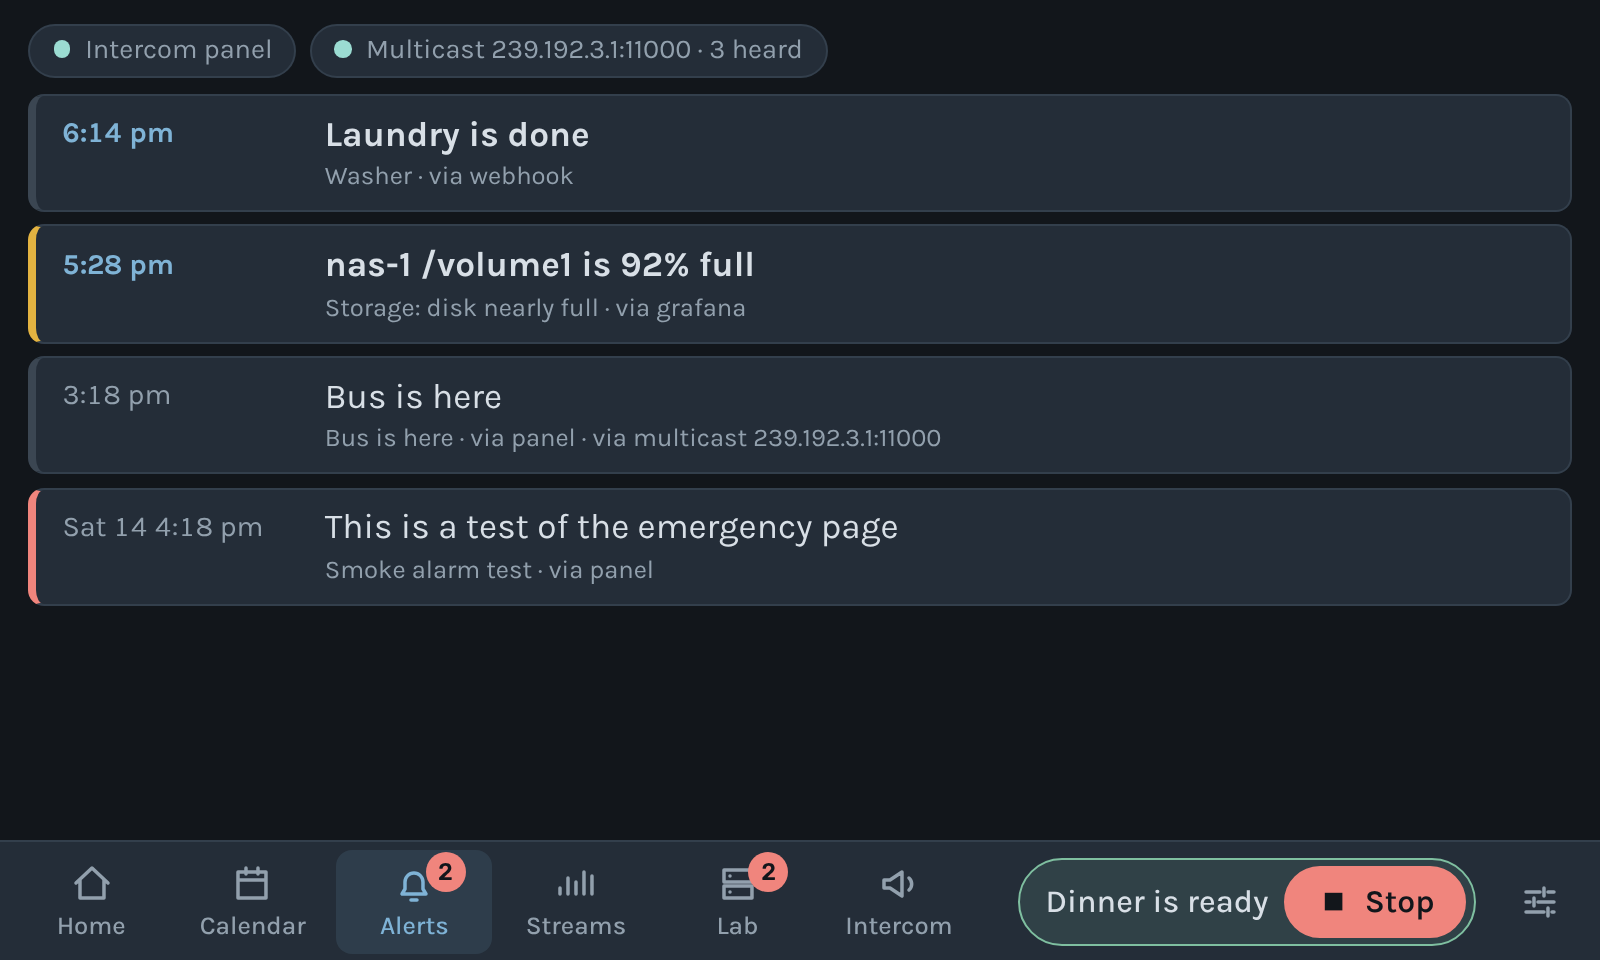 Intercom panel
Multicast 239.192.3.1:11000 · 3 heard
6:14 pm
Laundry is done
Washer · via webhook
5:28 pm
nas-1 /volume1 is 92% full
Storage: disk nearly full · via grafana
3:18 pm
Bus is here
Bus is here · via panel · via multicast 239.192.3.1:11000
Sat 14 4:18 pm
This is a test of the emergency page
Smoke alarm test · via panel
Home
Calendar
2
Alerts
Streams
2
Lab
Intercom
Dinner is ready
Stop